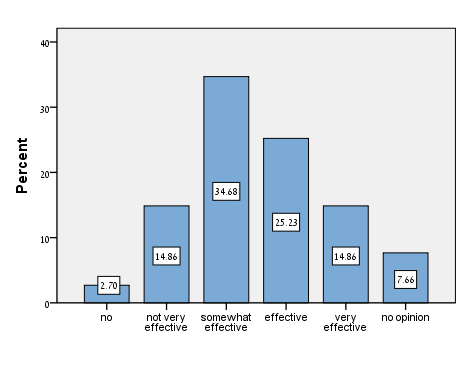 Percent
40
30
20
10
0
2.70
14.86
34.68
25.23
14.86
7.66
no
not very
effective
somewhat
effective
effective
very
effective
no opinion